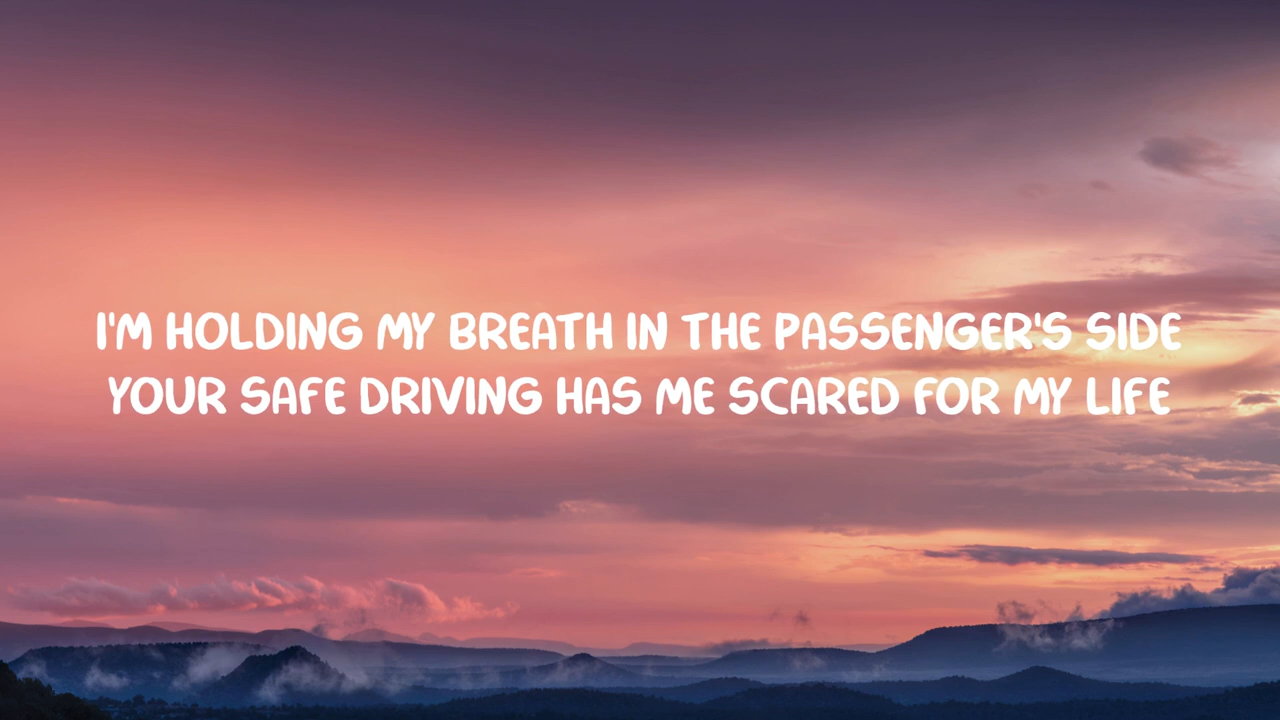 I'M HOLDING MY BREATH IN THE PASSENGER'S SIDE
YOUR SAFE DRIVING HAS ME SCARED FOR MY LIFE